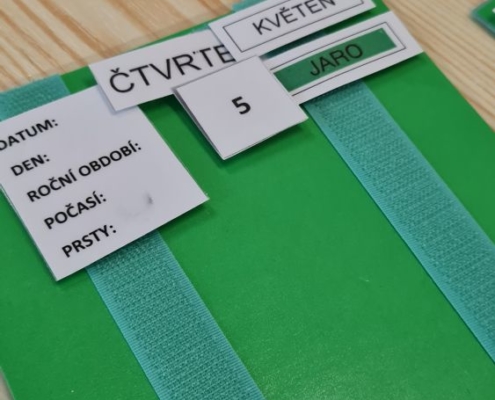 KVĚTEN
ČTVRTE
JARO
5
DATUM:
DEN:
ROČNÍ OBDOBÍ:
POČASÍ:
PRSTY: